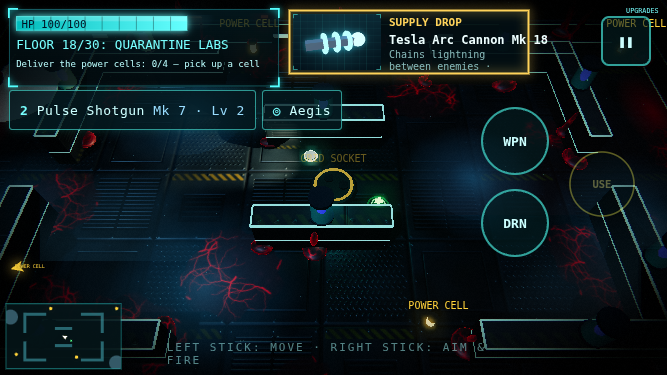 UPGRADES
POWER CELL
POWER CELL
HP 100/100
FLOOR 18/30: QUARANTINE LABS
Deliver the power cells: 0/4 — pick up a cell
SUPPLY DROP
Tesla Arc Cannon Mk 18
Chains lightning
between enemies ·
2 Pulse Shotgun Mk 7 · Lv 2
◎ Aegis
WPN
SOCKET
USE
DRN
POWER CELL
LEFT STICK: MOVE · RIGHT STICK: AIM &
FIRE